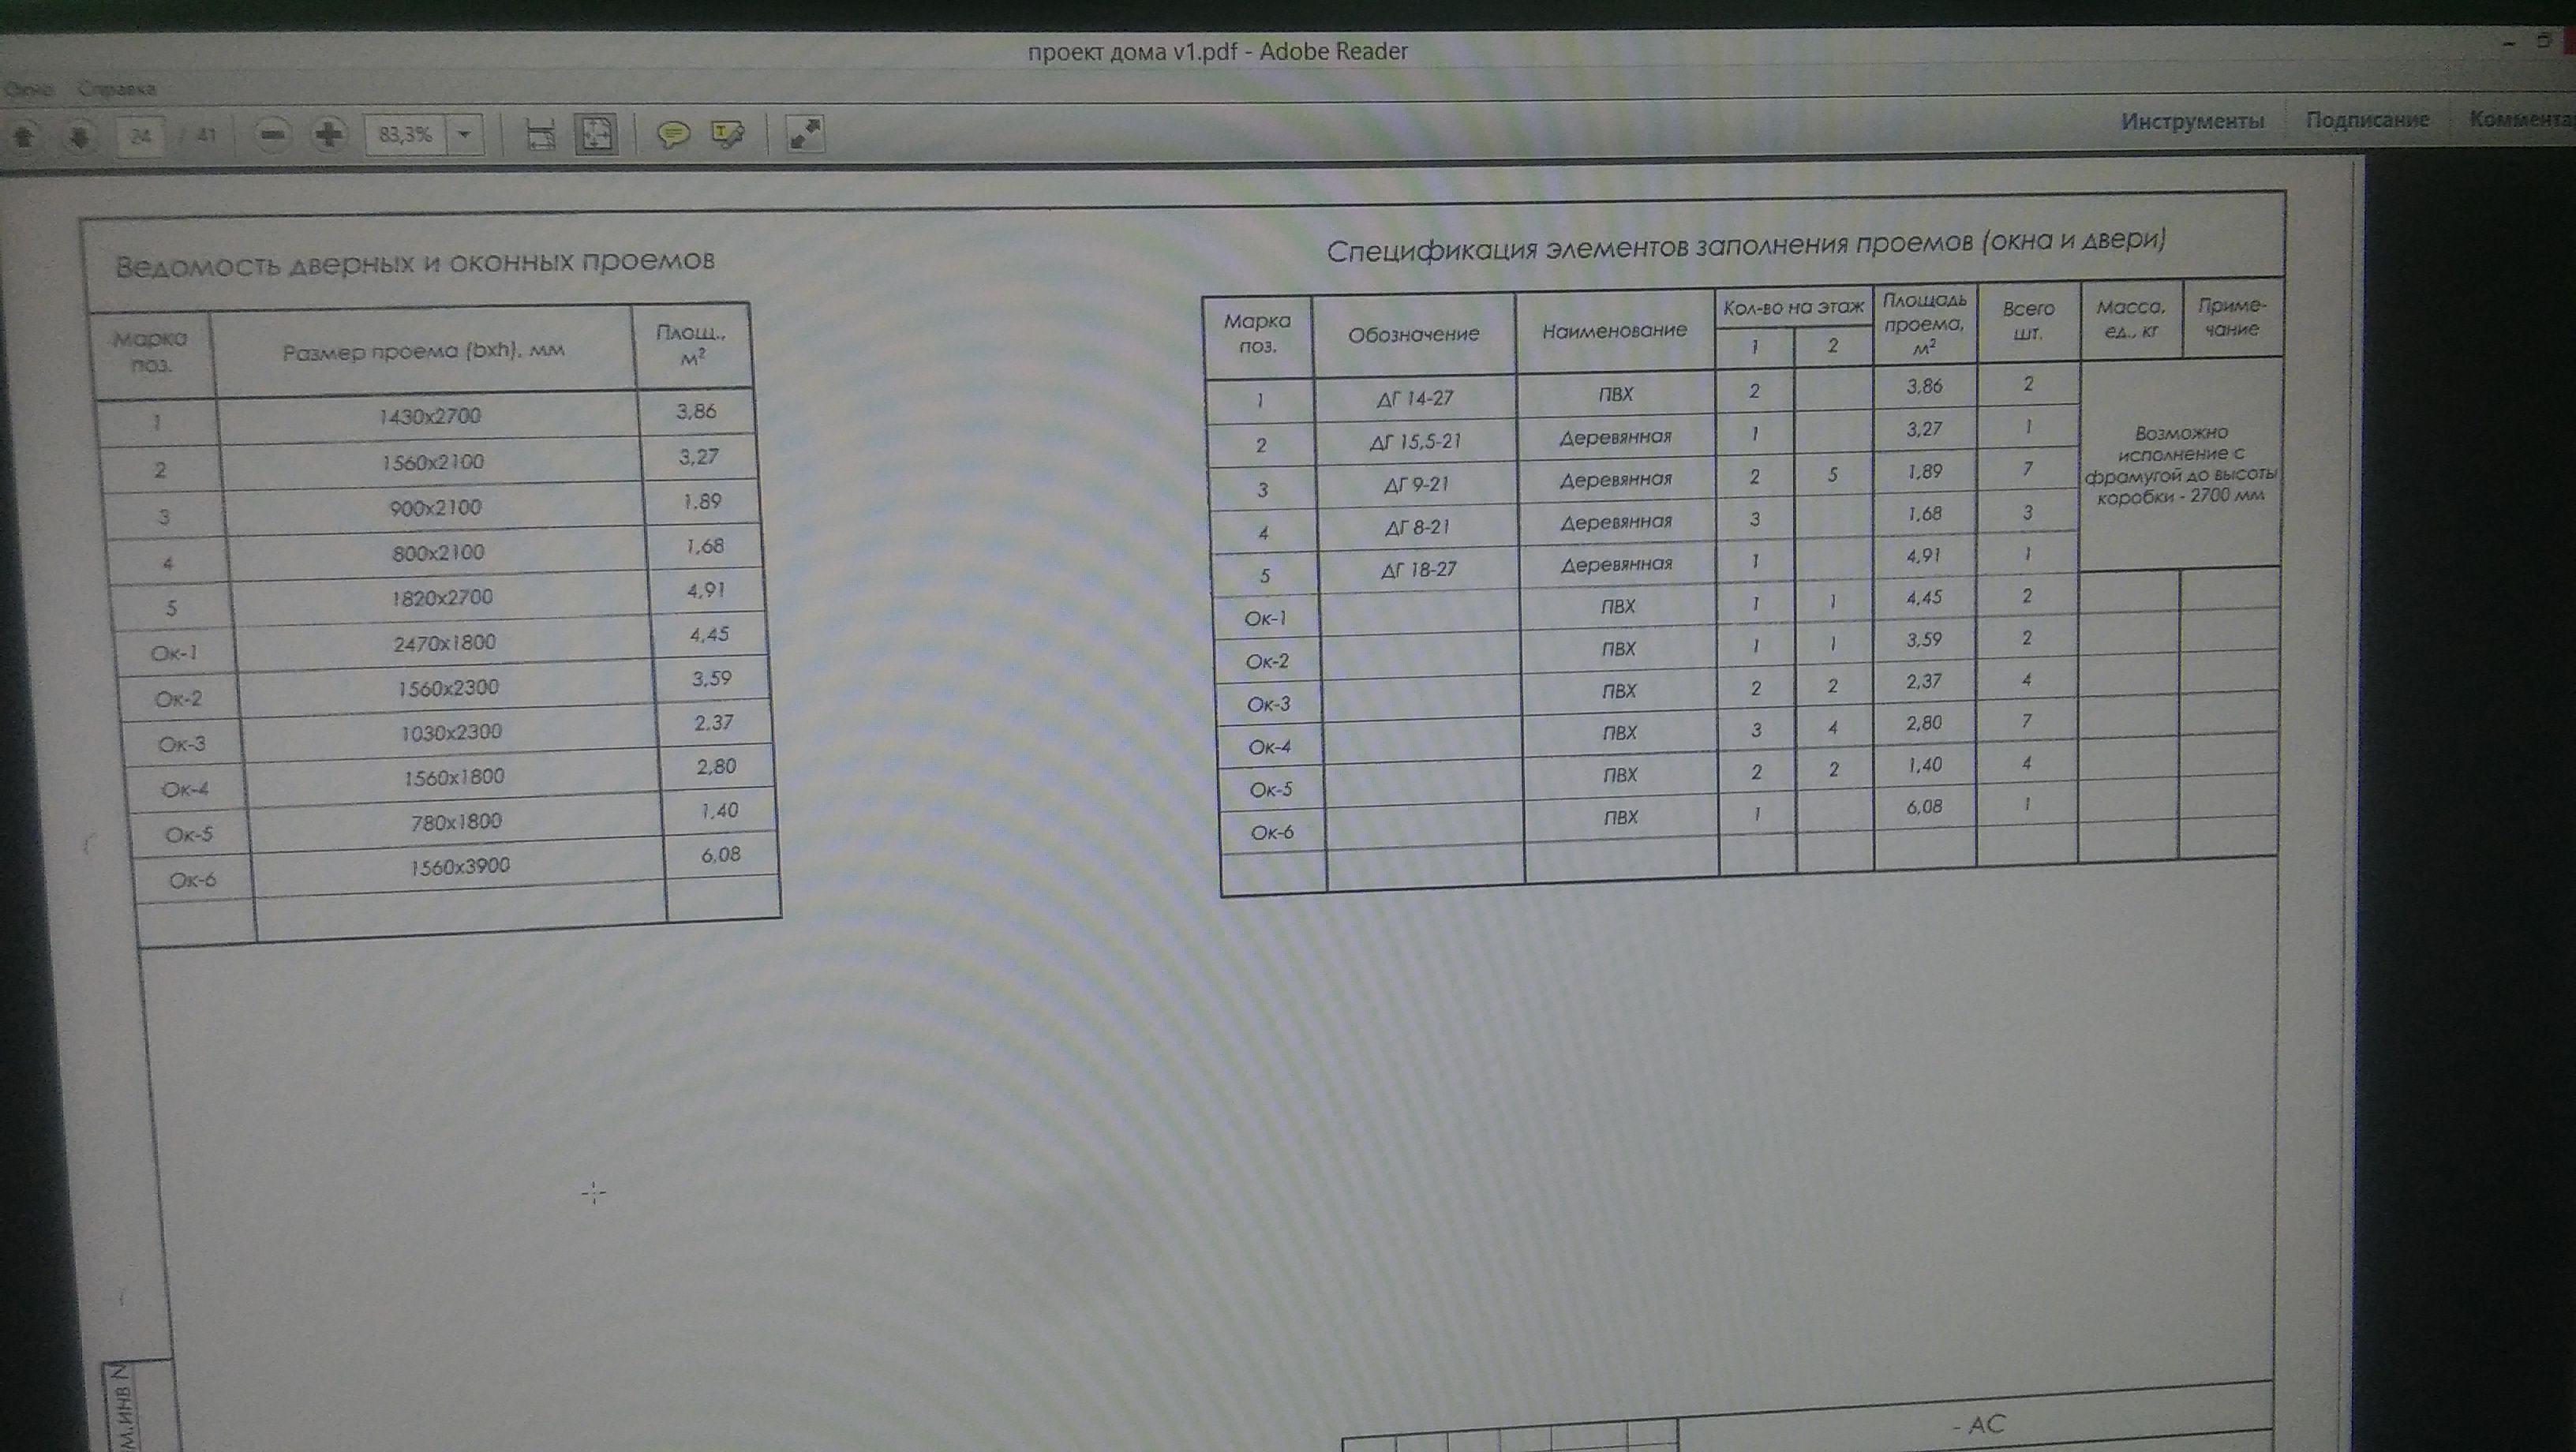 проект дома v1.pdf - Adobe Reader
Окно Справка
24 / 41 83,3% Инструменты Подписание
Ведомость дверных и оконных проемов
Марка поз. Размер проема (bxh), мм Площ., м²
1 1430x2700 3,86
2 1560x2100 3,27
3 900x2100 1,89
4 800x2100 1,68
5 1820x2700 4,91
Ок-1 2470x1800 4,45
Ок-2 1560x2300 3,59
Ок-3 1030x2300 2,37
Ок-4 1560x1800 2,80
Ок-5 780x1800 1,40
Ок-6 1560x3900 6,08
Спецификация элементов заполнения проемов (окна и двери)
Марка поз. Обозначение Наименование Кол-во на этаж 1 2 Площадь проема, м² Всего шт. Масса, ед., кг Приме-чание
1 ДГ 14-27 ПВХ 2 3,86 2
2 ДГ 15,5-21 Деревянная 1 3,27 1
3 ДГ 9-21 Деревянная 2 5 1,89 7
4 ДГ 8-21 Деревянная 3 1,68 3
5 ДГ 18-27 Деревянная 1 4,91 1
Возможно
исполнение с
фрамугой до высоты
коробки - 2700 мм
Ок-1 ПВХ 1 1 4,45 2
Ок-2 ПВХ 1 1 3,59 2
Ок-3 ПВХ 2 2 2,37 4
Ок-4 ПВХ 3 4 2,80 7
Ок-5 ПВХ 2 2 1,40 4
Ок-6 ПВХ 1 6,08 1
- АС